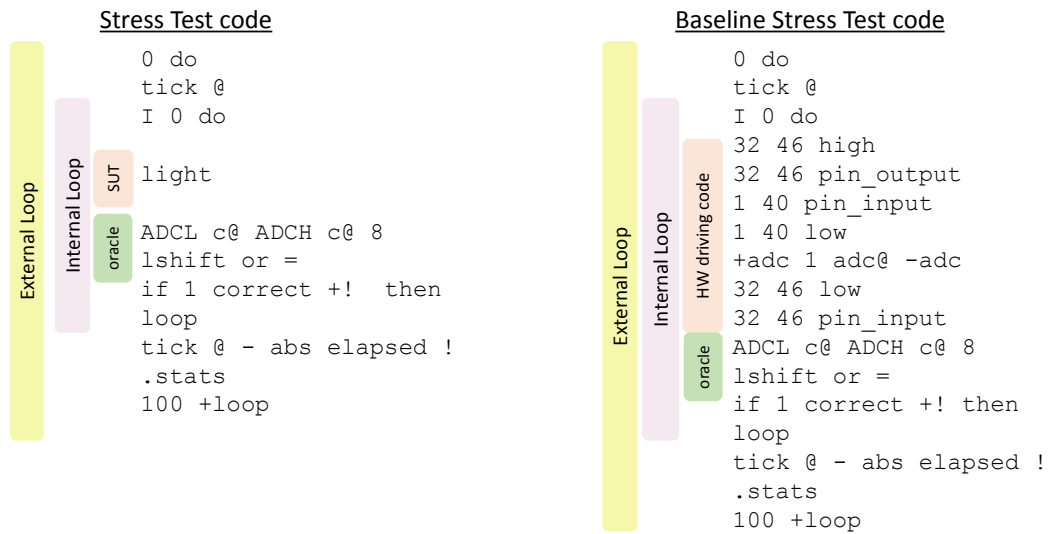 Stress Test code
External Loop
Internal Loop
SUT
oracle
0 do
tick @
I 0 do
light
ADCL c@ ADCH c@ 8
lshift or =
if 1 correct +!  then
loop
tick @ - abs elapsed !
.stats
100 +loop
Baseline Stress Test code
External Loop
Internal Loop
HW driving code
oracle
0 do
tick @
I 0 do
32 46 high
32 46 pin_output
1 40 pin_input
1 40 low
+adc 1 adc@ -adc
32 46 low
32 46 pin_input
ADCL c@ ADCH c@ 8
lshift or =
if 1 correct +! then
loop
tick @ - abs elapsed !
.stats
100 +loop